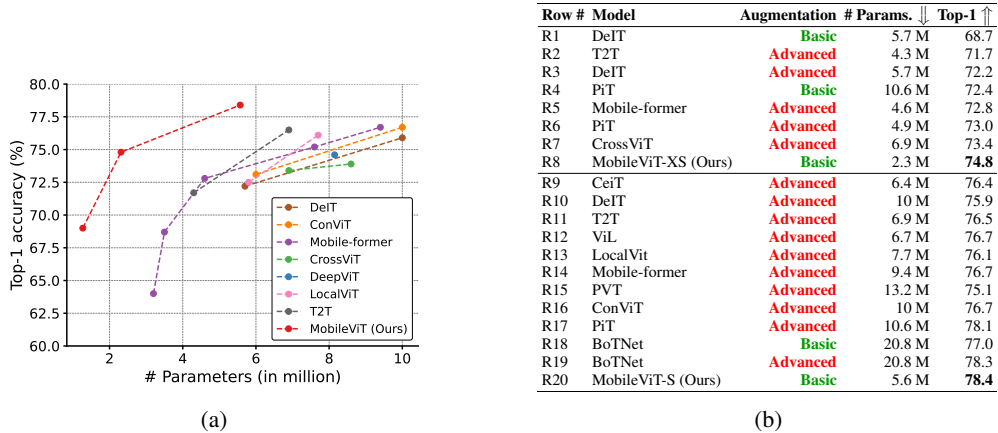 80.0
77.5
75.0
72.5
70.0
67.5
65.0
62.5
60.0
Top-1 accuracy (%)
2 4 6 8 10
# Parameters (in million)
DeIT
ConViT
Mobile-former
CrossViT
DeepViT
LocalViT
T2T
MobileViT (Ours)
(a)
Row # Model Augmentation # Params. ⇓ Top-1 ⇑
R1 DeIT Basic 5.7 M 68.7
R2 T2T Advanced 4.3 M 71.7
R3 DeIT Advanced 5.7 M 72.2
R4 PiT Basic 10.6 M 72.4
R5 Mobile-former Advanced 4.6 M 72.8
R6 PiT Advanced 4.9 M 73.0
R7 CrossViT Advanced 6.9 M 73.4
R8 MobileViT-XS (Ours) Basic 2.3 M 74.8
R9 CeiT Advanced 6.4 M 76.4
R10 DeIT Advanced 10 M 75.9
R11 T2T Advanced 6.9 M 76.5
R12 ViL Advanced 6.7 M 76.7
R13 LocalVit Advanced 7.7 M 76.1
R14 Mobile-former Advanced 9.4 M 76.7
R15 PVT Advanced 13.2 M 75.1
R16 ConViT Advanced 10 M 76.7
R17 PiT Advanced 10.6 M 78.1
R18 BoTNet Basic 20.8 M 77.0
R19 BoTNet Advanced 20.8 M 78.3
R20 MobileViT-S (Ours) Basic 5.6 M 78.4
(b)